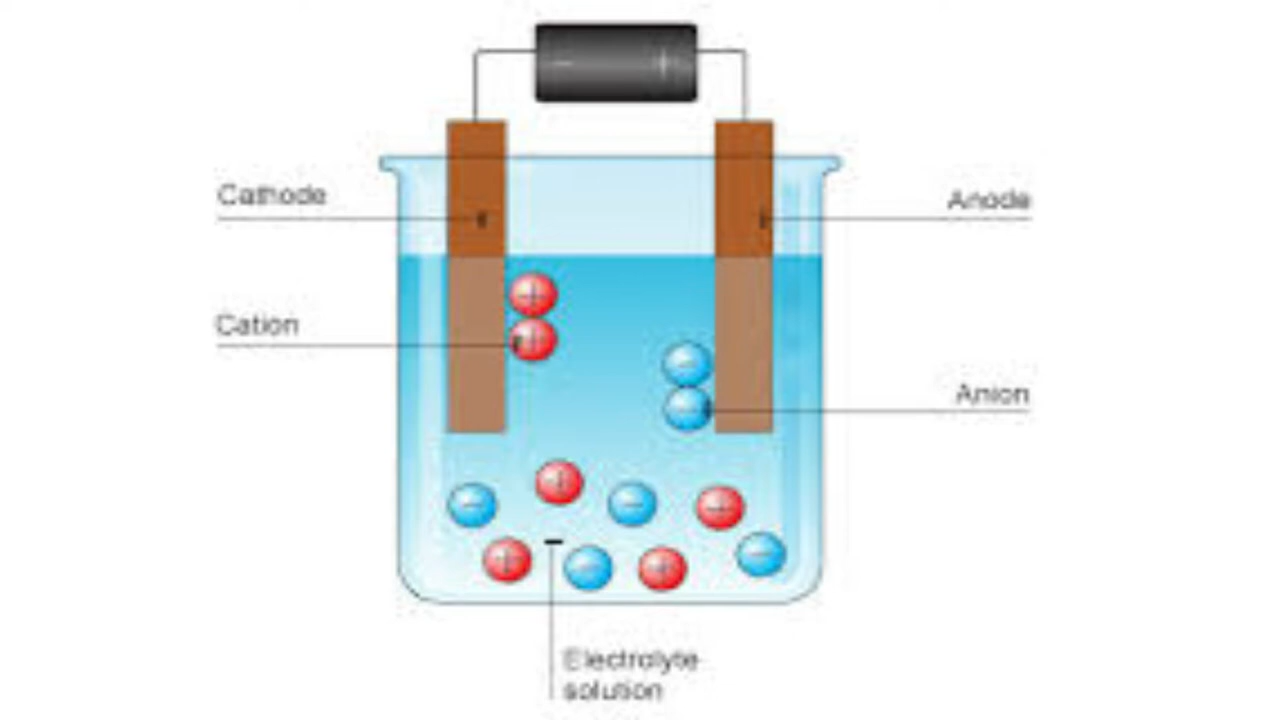 Cathode
Anode
Cation
Anion
Electrolyte
solution